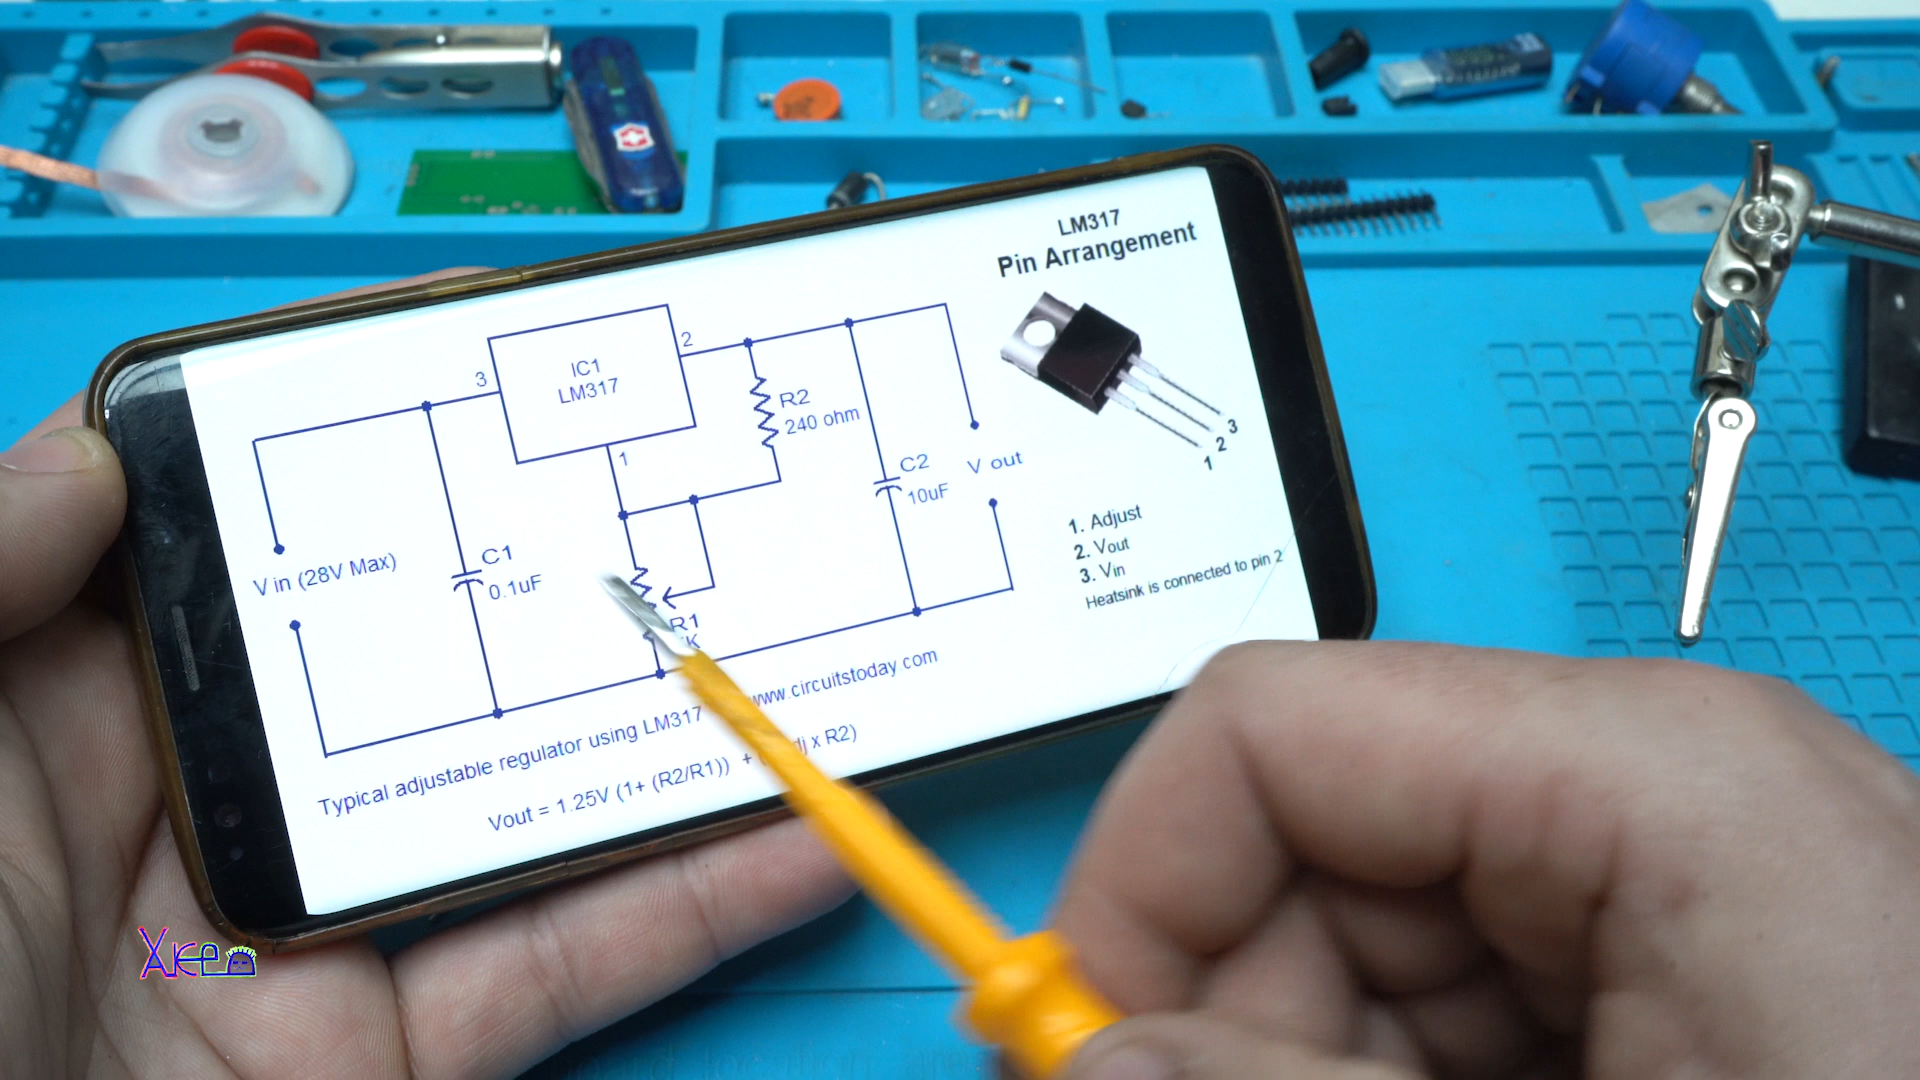 LM317
Pin Arrangement
IC1
LM317
3
2
1
R2
240 ohm
C2
10uF
V out
C1
0.1uF
V in (28V Max)
R1
K
3
2
1
1. Adjust
2. Vout
3. Vin
Heatsink is connected to pin 2
Typical adjustable regulator using LM317
www.circuitstoday.com
Vout = 1.25V (1+ (R2/R1)) + ( dj x R2)